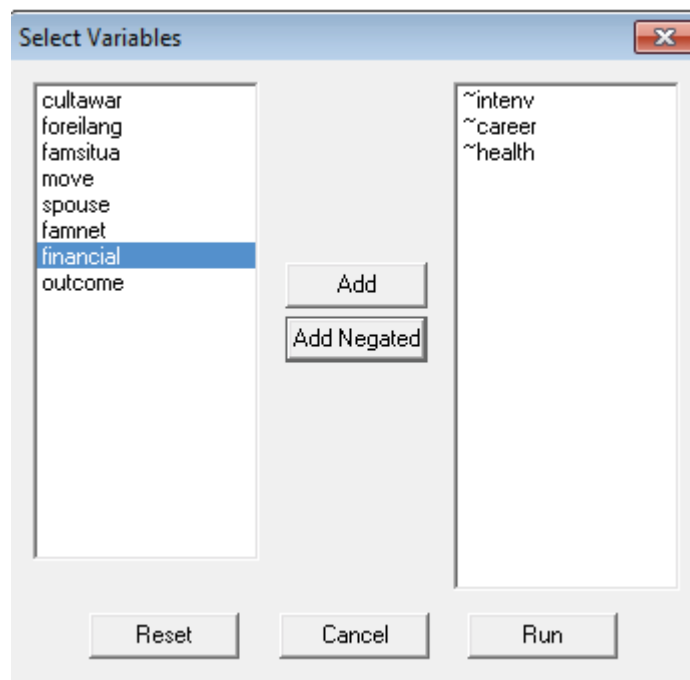 Select Variables
cultawar
foreilang
famsitua
move
spouse
famnet
financial
outcome
Add
Add Negated
~intenv
~career
~health
Reset
Cancel
Run